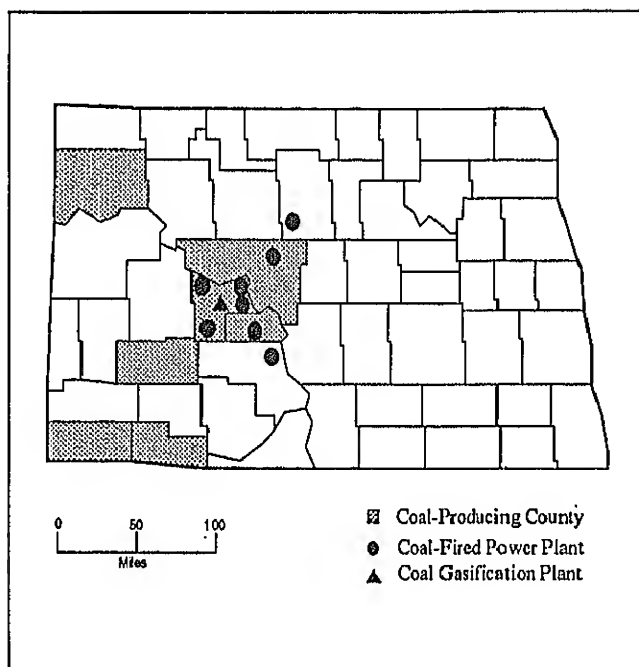 0 50 100
Miles
Coal-Producing County
Coal-Fired Power Plant
Coal Gasification Plant